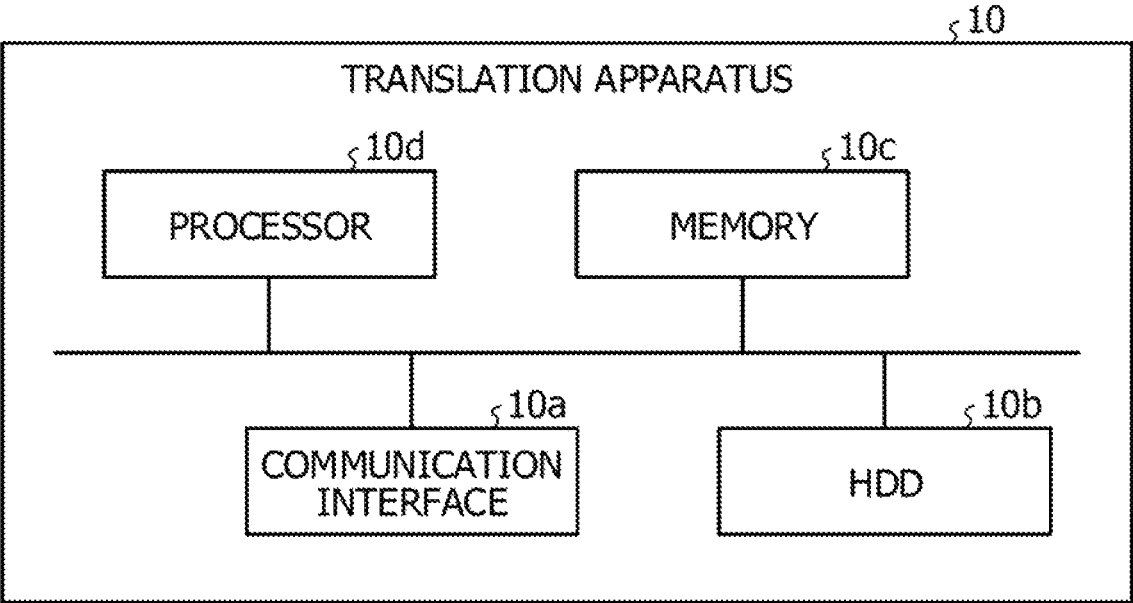 10
TRANSLATION APPARATUS
10d
PROCESSOR
10c
MEMORY
10a
COMMUNICATION
INTERFACE
10b
HDD